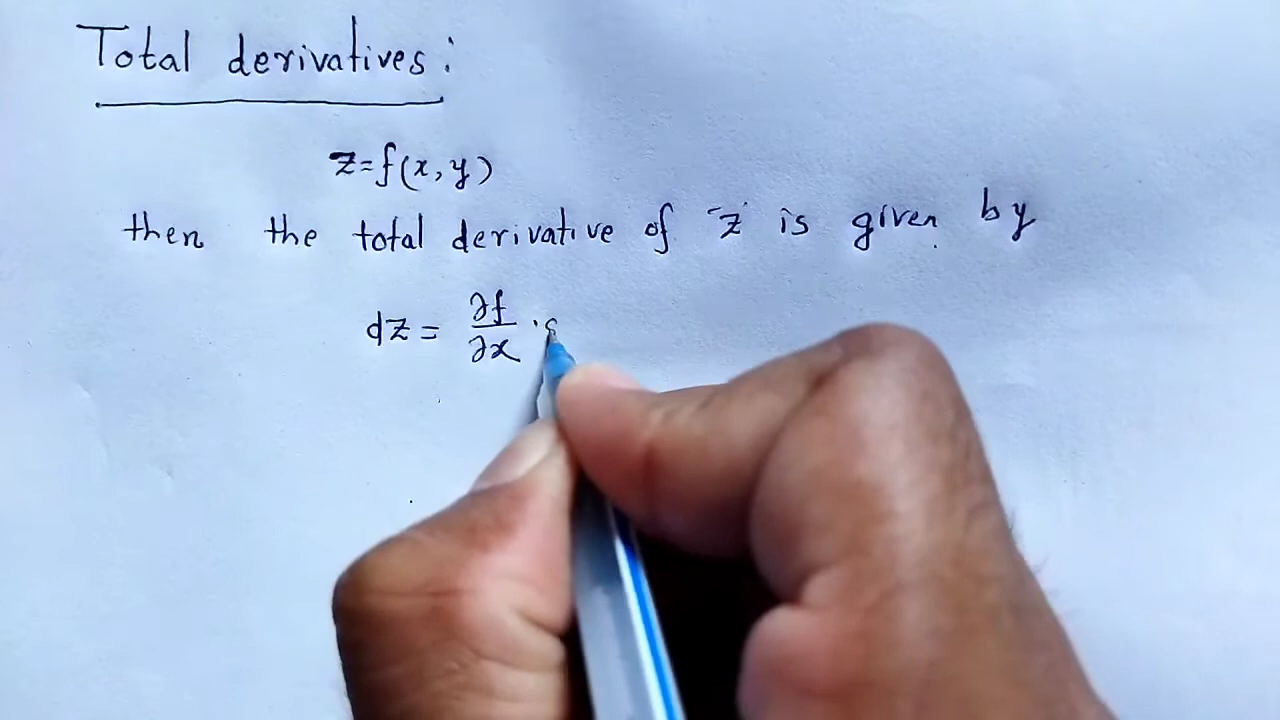 Total derivatives:
z=f(x,y)
then the total derivative of 'z' is given by
dz = ∂f/∂x ·